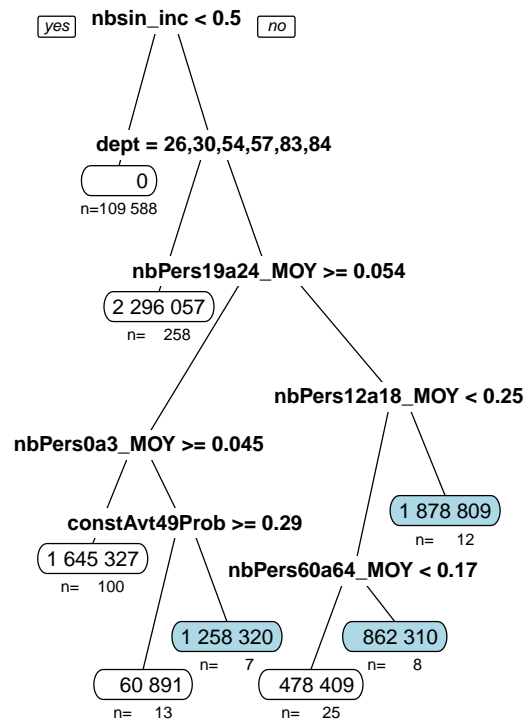 yes nbsin_inc < 0.5 no
dept = 26,30,54,57,83,84
0
n=109 588
nbPers19a24_MOY >= 0.054
2 296 057
n= 258
nbPers12a18_MOY < 0.25
nbPers0a3_MOY >= 0.045
1 878 809
n= 12
constAvt49Prob >= 0.29
1 645 327
n= 100
nbPers60a64_MOY < 0.17
1 258 320
n= 7
862 310
n= 8
60 891
n= 13
478 409
n= 25